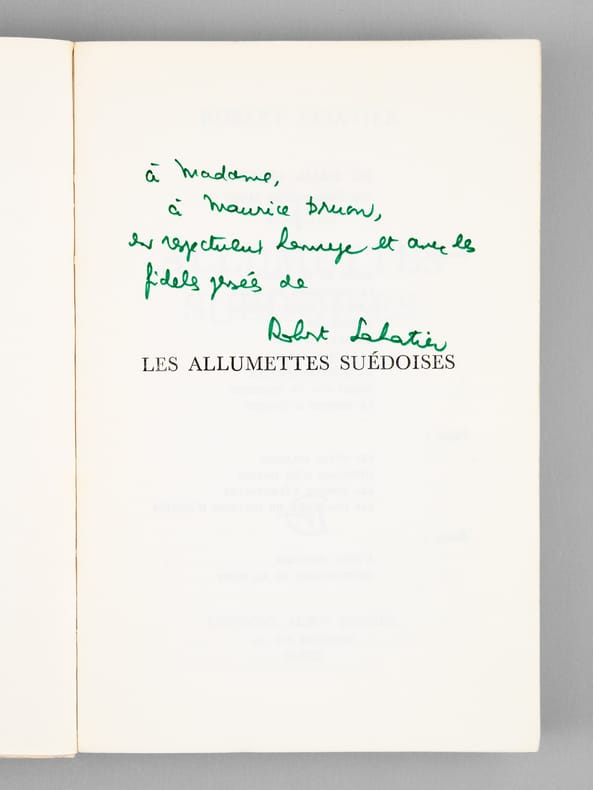 à Madame,
à Maurice Druon,
en respectueux hommage et avec les
fidèles pensées de
Robert Sabatier
LES ALLUMETTES SUÉDOISES